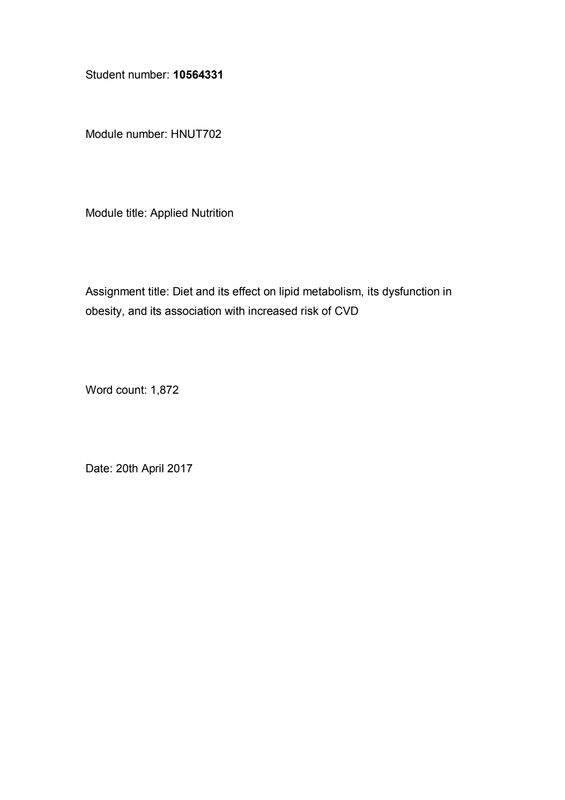 Student number: 10564331
Module number: HNUT702
Module title: Applied Nutrition
Assignment title: Diet and its effect on lipid metabolism, its dysfunction in
obesity, and its association with increased risk of CVD
Word count: 1,872
Date: 20th April 2017